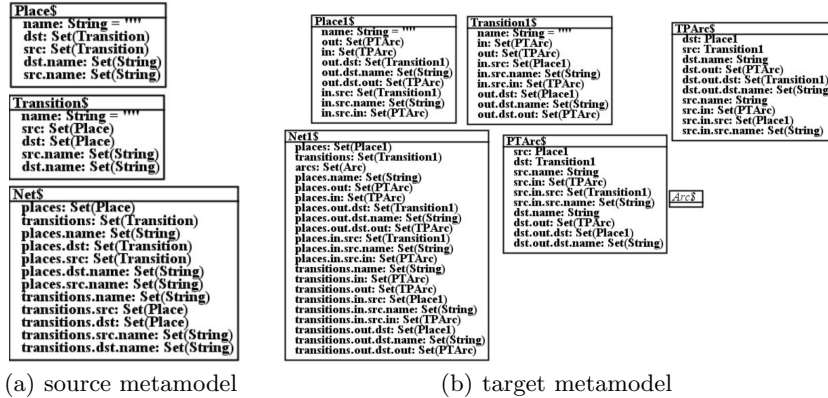 Place$
name: String = ""
dst: Set(Transition)
src: Set(Transition)
dst.name: Set(String)
src.name: Set(String)
Transition$
name: String = ""
src: Set(Place)
dst: Set(Place)
src.name: Set(String)
dst.name: Set(String)
Net$
places: Set(Place)
transitions: Set(Transition)
places.name: Set(String)
places.dst: Set(Transition)
places.src: Set(Transition)
places.dst.name: Set(String)
places.src.name: Set(String)
transitions.name: Set(String)
transitions.src: Set(Place)
transitions.dst: Set(Place)
transitions.src.name: Set(String)
transitions.dst.name: Set(String)
(a) source metamodel
Place1$
name: String = ""
out: Set(PTArc)
in: Set(TPArc)
out.dst: Set(Transition1)
out.dst.name: Set(String)
out.dst.out: Set(TPArc)
in.src: Set(Transition1)
in.src.name: Set(String)
in.src.in: Set(PTArc)
Transition1$
name: String = ""
in: Set(PTArc)
out: Set(TPArc)
in.src: Set(Place1)
in.src.name: Set(String)
in.src.in: Set(TPArc)
out.dst: Set(Place1)
out.dst.name: Set(String)
out.dst.out: Set(PTArc)
TPArc$
dst: Place1
src: Transition1
dst.name: String
dst.out: Set(PTArc)
dst.out.dst: Set(Transition1)
dst.out.dst.name: Set(String)
src.name: String
src.in: Set(PTArc)
src.in.src: Set(Place1)
src.in.src.name: Set(String)
Net1$
places: Set(Place1)
transitions: Set(Transition1)
arcs: Set(Arc)
places.name: Set(String)
places.out: Set(PTArc)
places.in: Set(TPArc)
places.out.dst: Set(Transition1)
places.out.dst.name: Set(String)
places.out.dst.out: Set(TPArc)
places.in.src: Set(Transition1)
places.in.src.name: Set(String)
places.in.src.in: Set(PTArc)
transitions.name: Set(String)
transitions.in: Set(PTArc)
transitions.out: Set(TPArc)
transitions.in.src: Set(Place1)
transitions.in.src.name: Set(String)
transitions.in.src.in: Set(TPArc)
transitions.out.dst: Set(Place1)
transitions.out.dst.name: Set(String)
transitions.out.dst.out: Set(PTArc)
PTArc$
src: Place1
dst: Transition1
src.name: String
src.in: Set(TPArc)
src.in.src: Set(Transition1)
src.in.src.name: Set(String)
dst.name: String
dst.out: Set(TPArc)
dst.out.dst: Set(Place1)
dst.out.dst.name: Set(String)
Arc$
(b) target metamodel